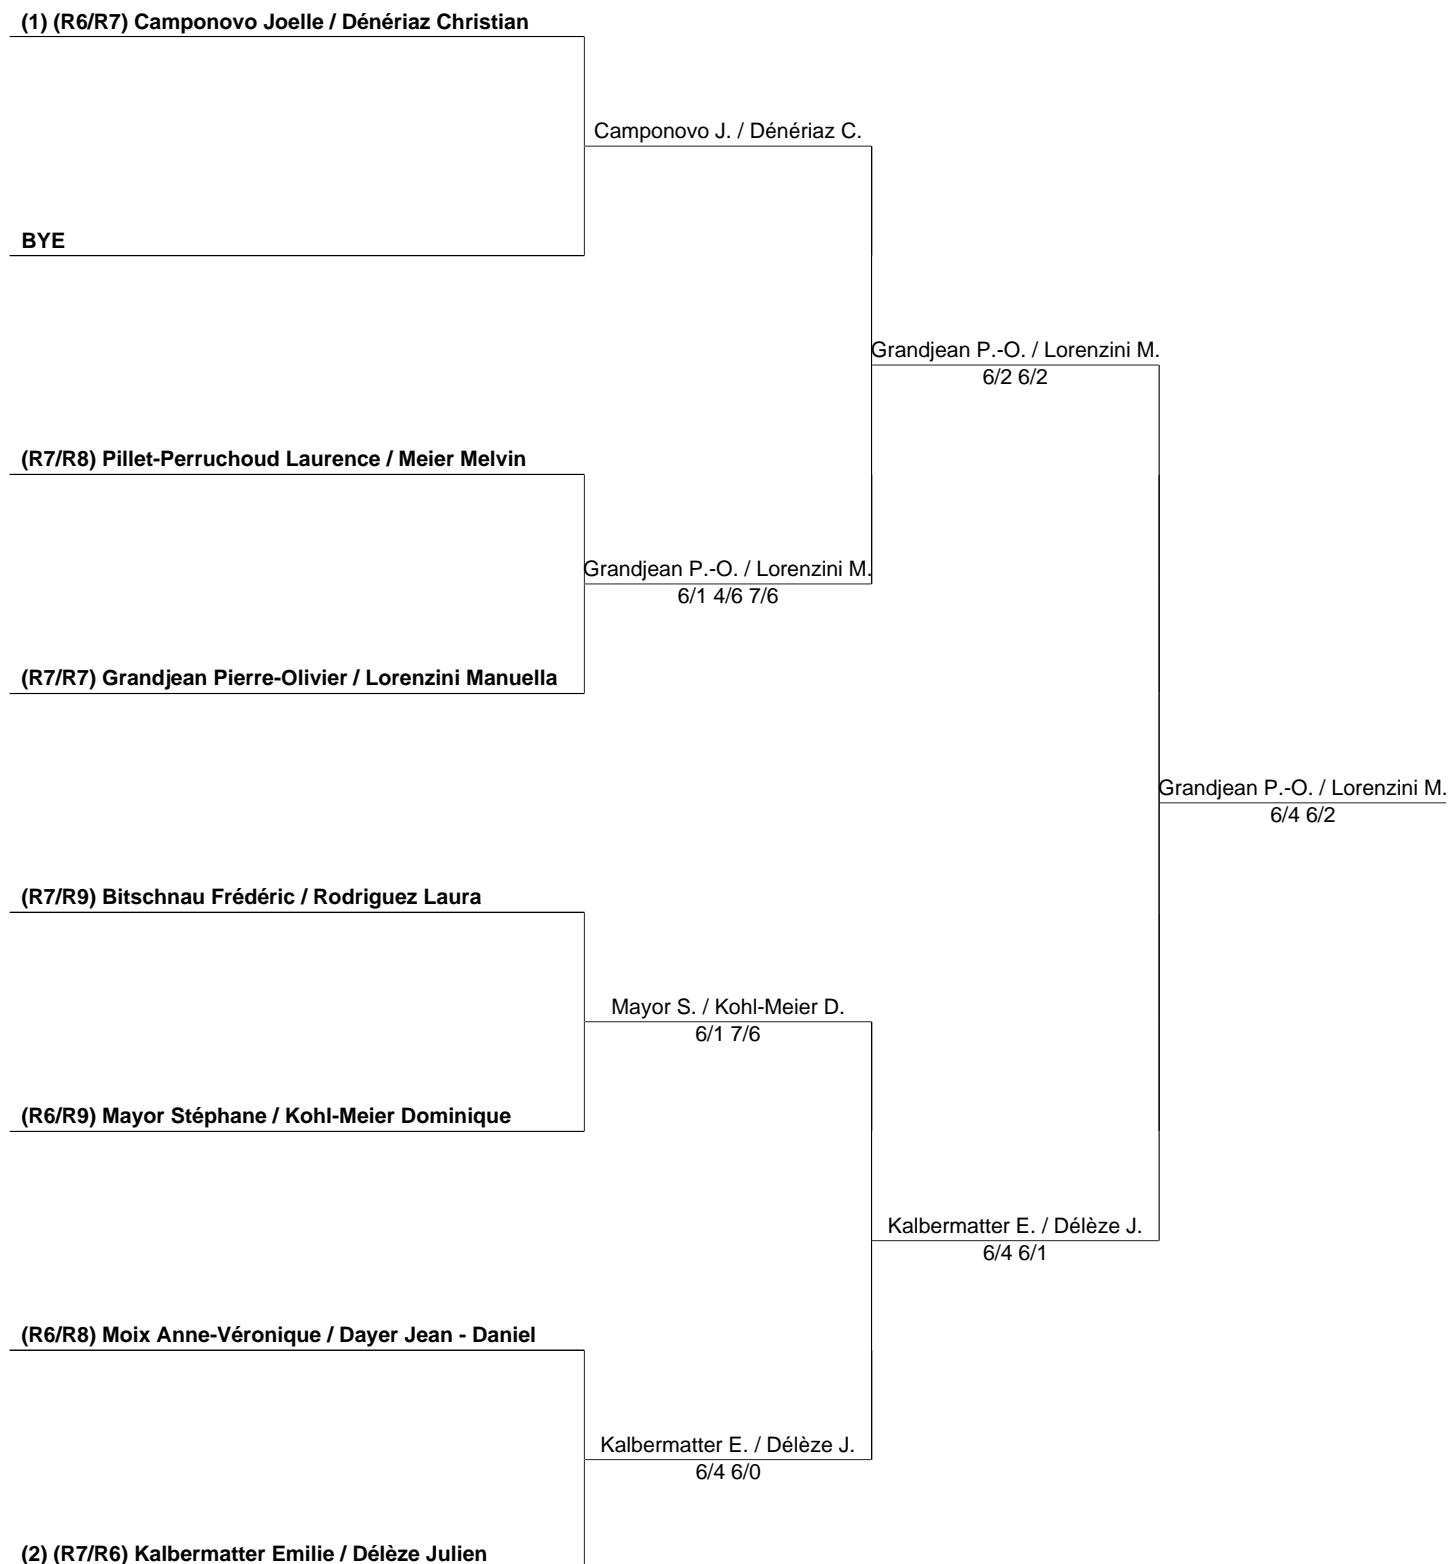 (1) (R6/R7) Camponovo Joelle / Dénériaz Christian
Camponovo J. / Dénériaz C.
BYE
Grandjean P.-O. / Lorenzini M.
6/2 6/2
(R7/R8) Pillet-Perruchoud Laurence / Meier Melvin
Grandjean P.-O. / Lorenzini M.
6/1 4/6 7/6
(R7/R7) Grandjean Pierre-Olivier / Lorenzini Manuella
Grandjean P.-O. / Lorenzini M.
6/4 6/2
(R7/R9) Bitschnau Frédéric / Rodriguez Laura
Mayor S. / Kohl-Meier D.
6/1 7/6
(R6/R9) Mayor Stéphane / Kohl-Meier Dominique
Kalbermatter E. / Délèze J.
6/4 6/1
(R6/R8) Moix Anne-Véronique / Dayer Jean - Daniel
Kalbermatter E. / Délèze J.
6/4 6/0
(2) (R7/R6) Kalbermatter Emilie / Délèze Julien